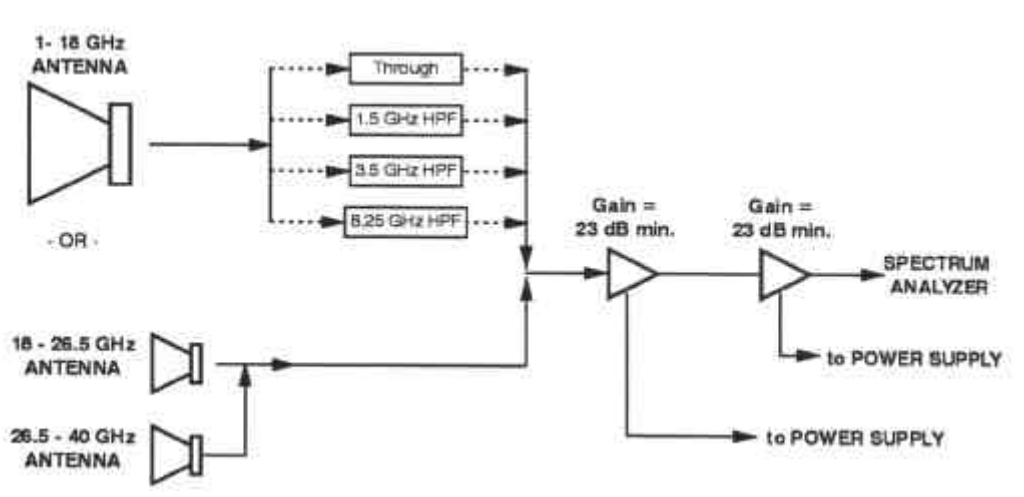 1- 18 GHz
ANTENNA
Through
1.5 GHz HPF
3.5 GHz HPF
8.25 GHz HPF
- OR -
Gain =
23 dB min.
Gain =
23 dB min.
SPECTRUM
ANALYZER
18 - 26.5 GHz
ANTENNA
to POWER SUPPLY
26.5 - 40 GHz
ANTENNA
to POWER SUPPLY